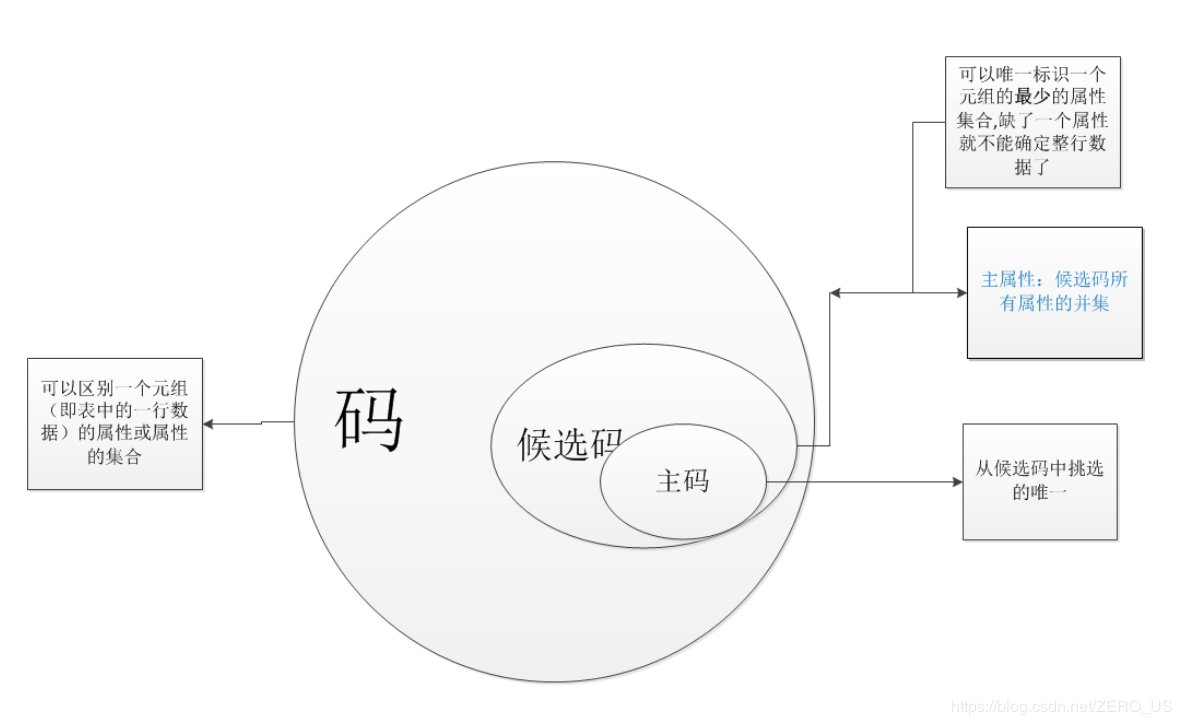 可以唯一标识一个
元组的最少的属性
集合,缺了一个属性
就不能确定整行数
据了
主属性：候选码所
有属性的并集
可以区别一个元组
（即表中的一行数
据）的属性或属性
的集合
码
候选码
主码
从候选码中挑选
的唯一
https://blog.csdn.net/ZERO_US